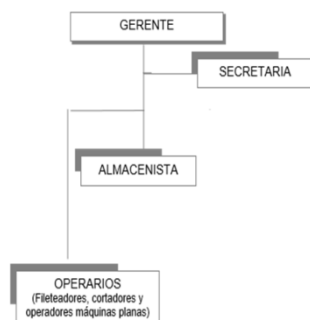 GERENTE
SECRETARIA
ALMACENISTA
OPERARIOS
(Fileteadores, cortadores y
operadores máquinas planas)